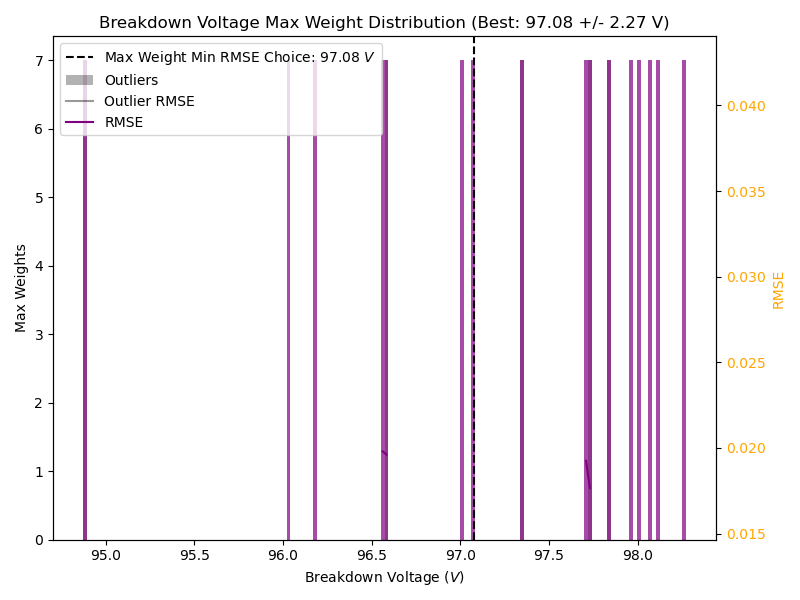 Breakdown Voltage Max Weight Distribution (Best: 97.08 +/- 2.27 V)
Max Weight Min RMSE Choice: 97.08 V
Outliers
Outlier RMSE
RMSE
7
6
5
4
3
2
1
0
Max Weights
0.040
0.035
0.030
0.025
0.020
0.015
RMSE
95.0 95.5 96.0 96.5 97.0 97.5 98.0
Breakdown Voltage (V)